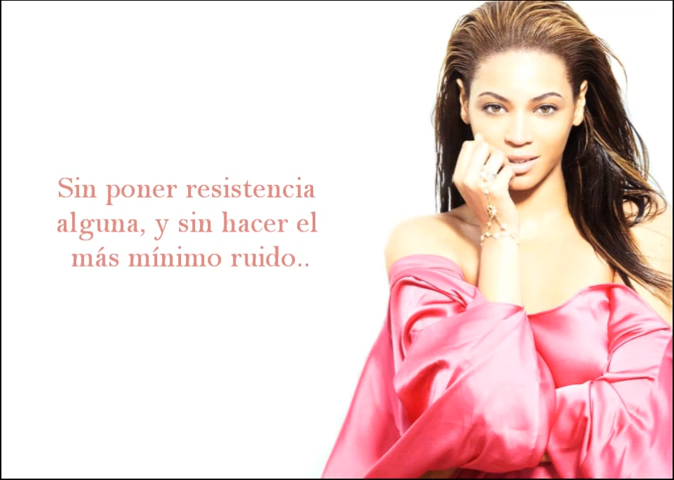 Sin poner resistencia
alguna, y sin hacer el
más mínimo ruido..